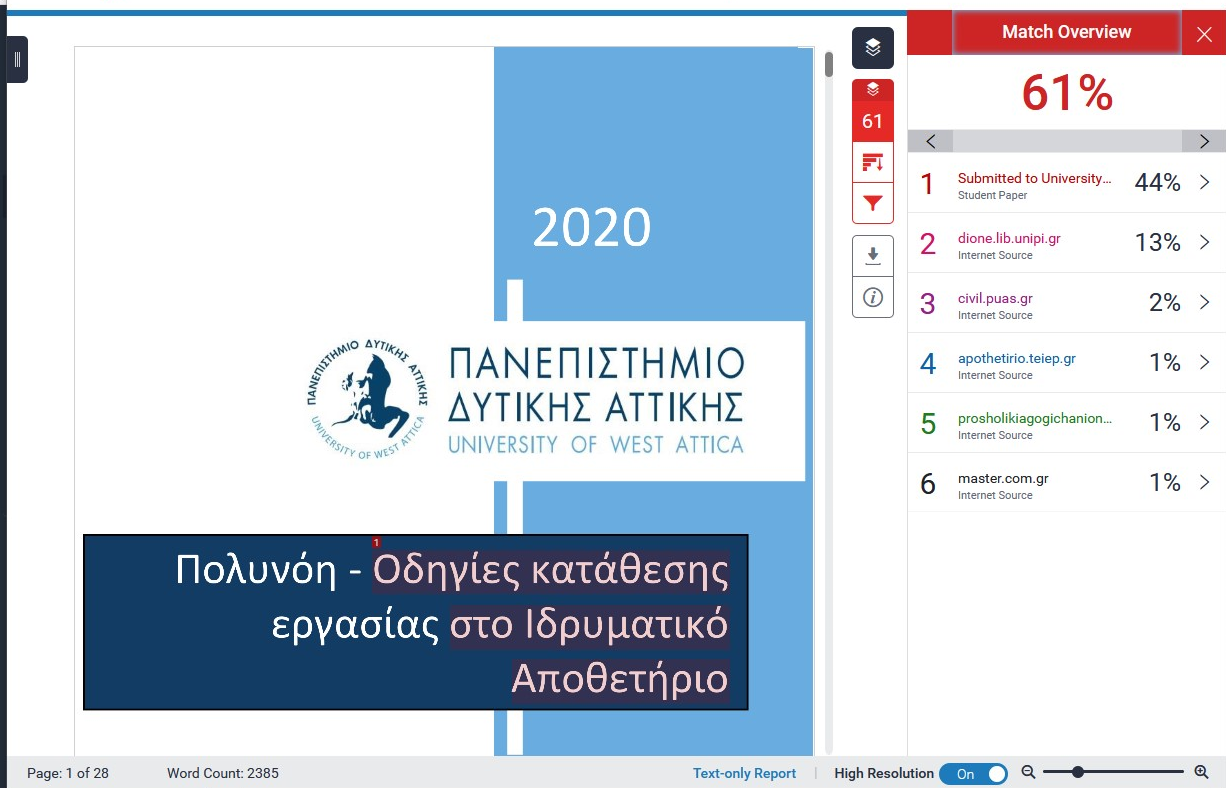 Match Overview
61%
61
1
Submitted to University...
Student Paper
44%
2
dione.lib.unipi.gr
Internet Source
13%
3
civil.puas.gr
Internet Source
2%
4
apothetirio.teiep.gr
Internet Source
1%
5
prosholikiagogichanion...
Internet Source
1%
6
master.com.gr
Internet Source
1%
2020
ΠΑΝΕΠΙΣΤΗΜΙΟ ΔΥΤΙΚΗΣ ΑΤΤΙΚΗΣ
UNIVERSITY OF WEST ATTICA
ΠΑΝΕΠΙΣΤΗΜΙΟ
ΔΥΤΙΚΗΣ ΑΤΤΙΚΗΣ
UNIVERSITY OF WEST ATTICA
1
Πολυνόη - Οδηγίες κατάθεσης
εργασίας στο Ιδρυματικό
Αποθετήριο
Page: 1 of 28
Word Count: 2385
Text-only Report
High Resolution
On